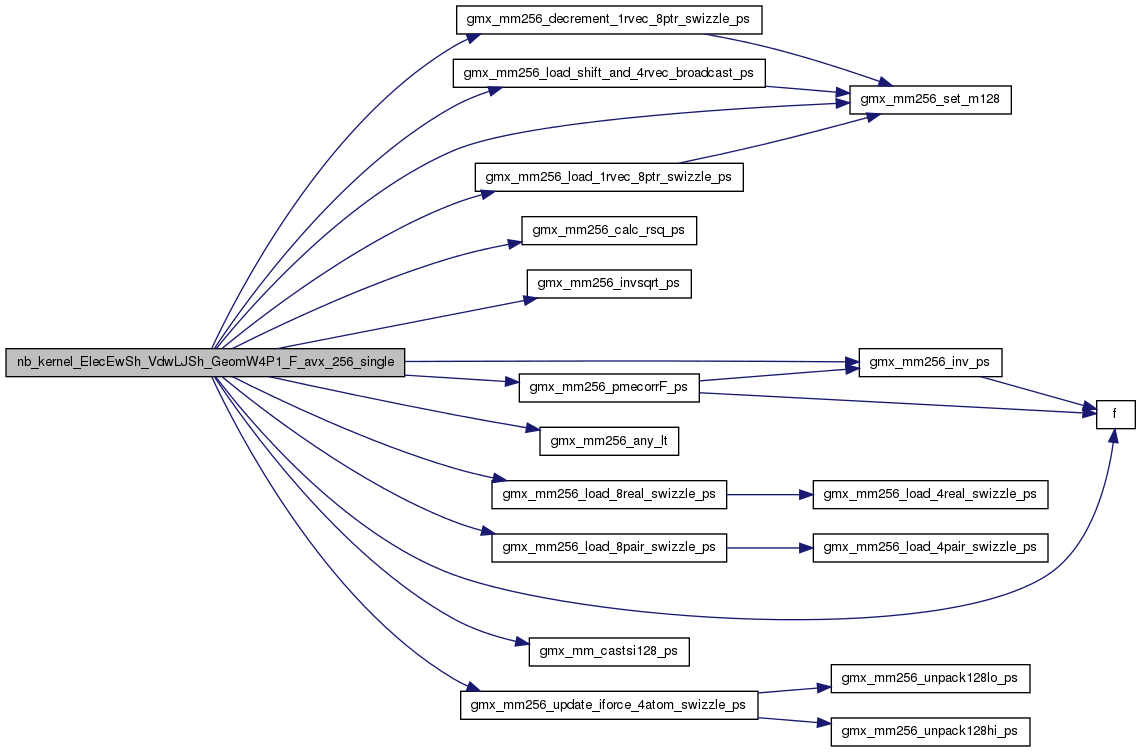 gmx_mm256_decrement_1rvec_8ptr_swizzle_ps
gmx_mm256_load_shift_and_4rvec_broadcast_ps
gmx_mm256_set_m128
gmx_mm256_load_1rvec_8ptr_swizzle_ps
gmx_mm256_calc_rsq_ps
gmx_mm256_invsqrt_ps
nb_kernel_ElecEwSh_VdwLJSh_GeomW4P1_F_avx_256_single
gmx_mm256_inv_ps
gmx_mm256_pmecorrF_ps
f
gmx_mm256_any_lt
gmx_mm256_load_8real_swizzle_ps
gmx_mm256_load_4real_swizzle_ps
gmx_mm256_load_8pair_swizzle_ps
gmx_mm256_load_4pair_swizzle_ps
gmx_mm_castsi128_ps
gmx_mm256_unpack128lo_ps
gmx_mm256_update_iforce_4atom_swizzle_ps
gmx_mm256_unpack128hi_ps